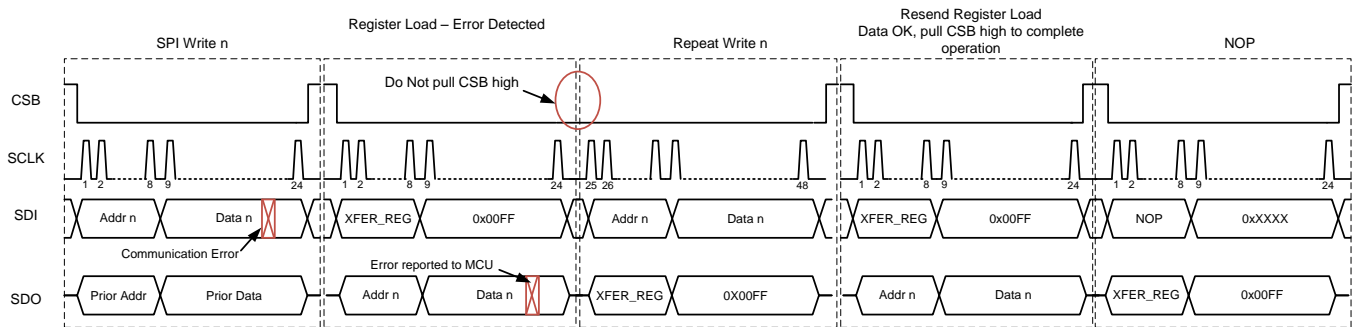 Register Load – Error Detected
Resend Register Load
Data OK, pull CSB high to complete
operation
SPI Write n
Repeat Write n
NOP
Do Not pull CSB high
CSB
SCLK
1 2 8 9 24 1 2 8 9 24 25 26 48 1 2 8 9 24 1 2 8 9 24
SDI
Addr n Data n XFER_REG 0x00FF Addr n Data n XFER_REG 0x00FF NOP 0xXXXX
Communication Error
Error reported to MCU
SDO
Prior Addr Prior Data Addr n Data n XFER_REG 0X00FF Addr n Data n XFER_REG 0x00FF